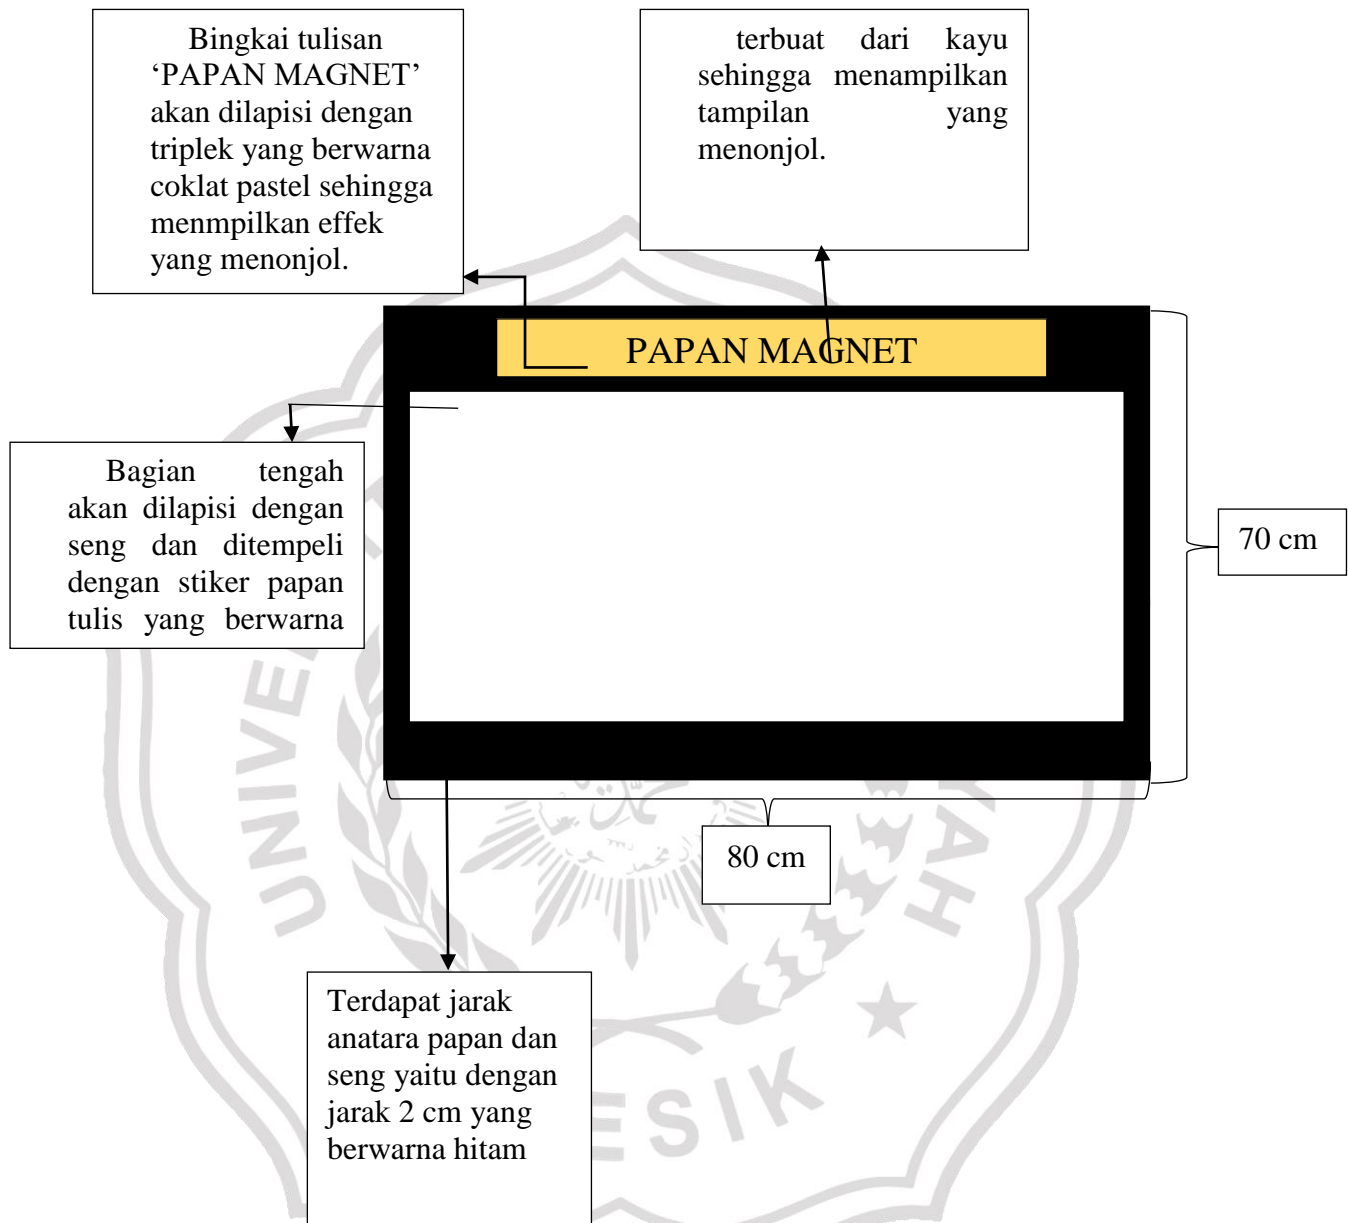 Bingkai tulisan
‘PAPAN MAGNET’
akan dilapisi dengan
triplek yang berwarna
coklat pastel sehingga
menmpilkan effek
yang menonjol.
terbuat dari kayu
sehingga menampilkan
tampilan yang
menonjol.
PAPAN MAGNET
Bagian tengah
akan dilapisi dengan
seng dan ditempeli
dengan stiker papan
tulis yang berwarna
70 cm
80 cm
Terdapat jarak
anatara papan dan
seng yaitu dengan
jarak 2 cm yang
berwarna hitam